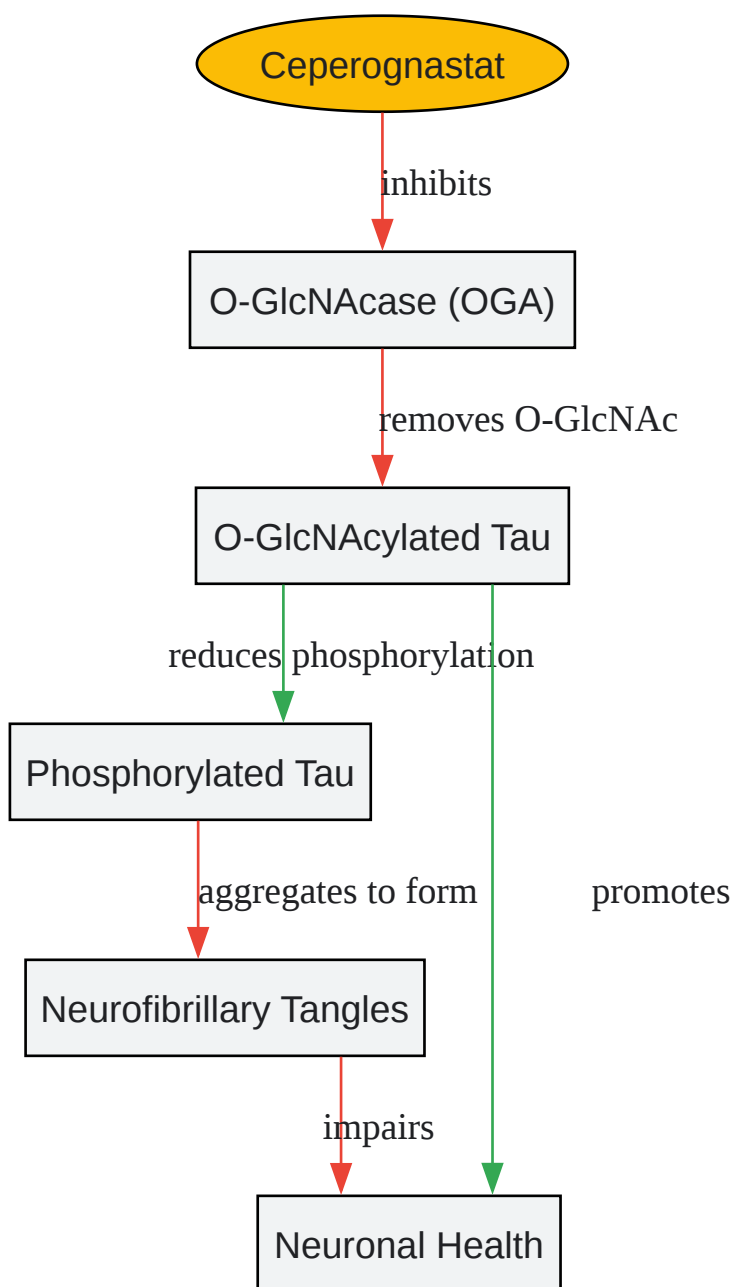 Ceperognastat
inhibits
O-GlcNAcase (OGA)
removes O-GlcNAc
O-GlcNAcylated Tau
reduces phosphorylation
Phosphorylated Tau
aggregates to form
promotes
Neurofibrillary Tangles
impairs
Neuronal Health